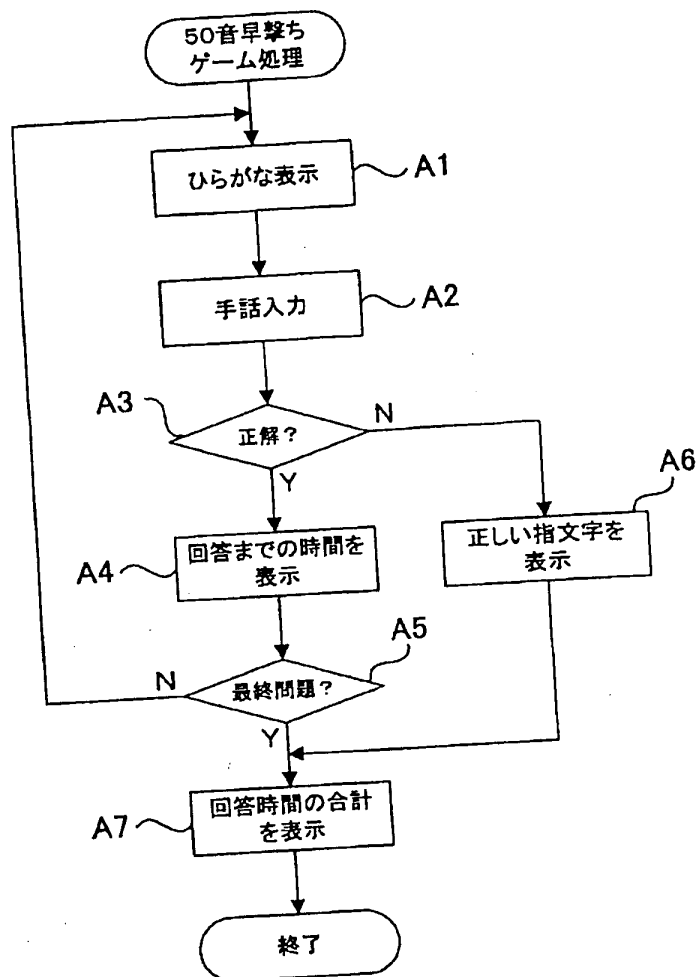 50音早撃ち
ゲーム処理
ひらがな表示
A1
手話入力
A2
A3
正解？
N
Y
A6
正しい指文字を
表示
A4
回答までの時間を
表示
A5
N
最終問題？
Y
A7
回答時間の合計
を表示
終了